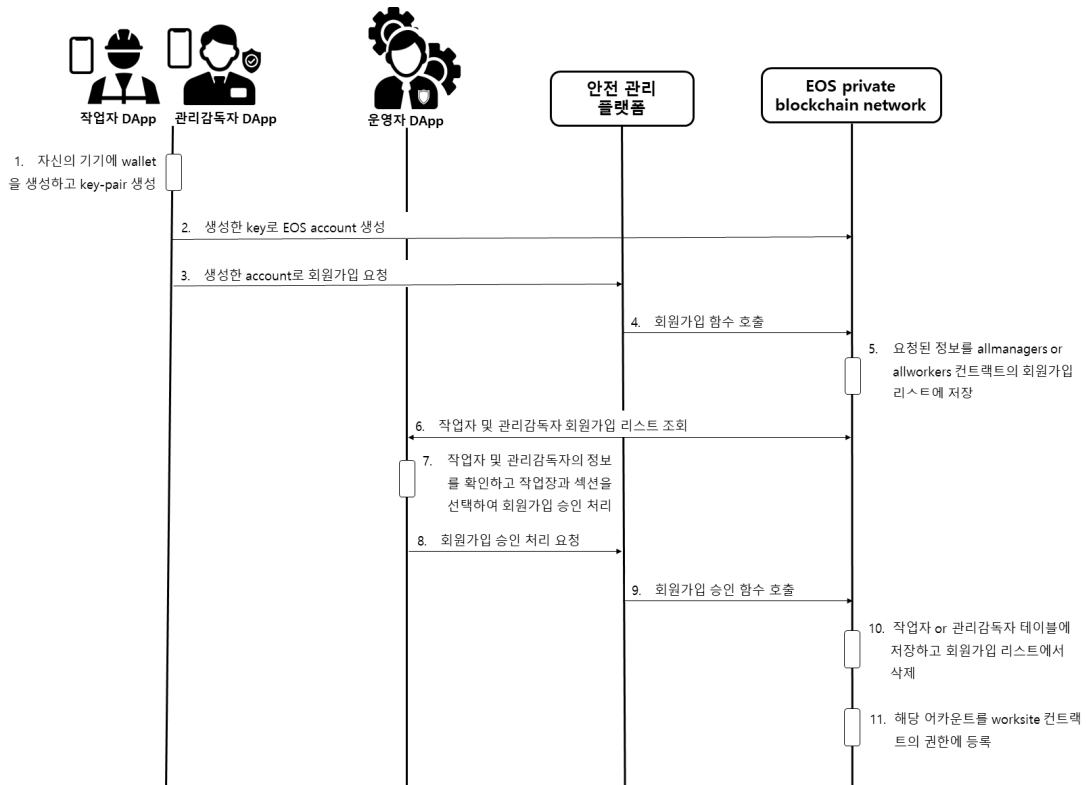 작업자 DApp
관리감독자 DApp
운영자 DApp
안전 관리
플랫폼
EOS private
blockchain network
1. 자신의 기기에 wallet
을 생성하고 key-pair 생성
2. 생성한 key로 EOS account 생성
3. 생성한 account로 회원가입 요청
4. 회원가입 함수 호출
5. 요청된 정보를 allmanagers or
allworkers 컨트랙트의 회원가입
리스트에 저장
6. 작업자 및 관리감독자 회원가입 리스트 조회
7. 작업자 및 관리감독자의 정보
를 확인하고 작업장과 섹션을
선택하여 회원가입 승인 처리
8. 회원가입 승인 처리 요청
9. 회원가입 승인 함수 호출
10. 작업자 or 관리감독자 테이블에
저장하고 회원가입 리스트에서
삭제
11. 해당 어카운트를 worksite 컨트랙
트의 권한에 등록